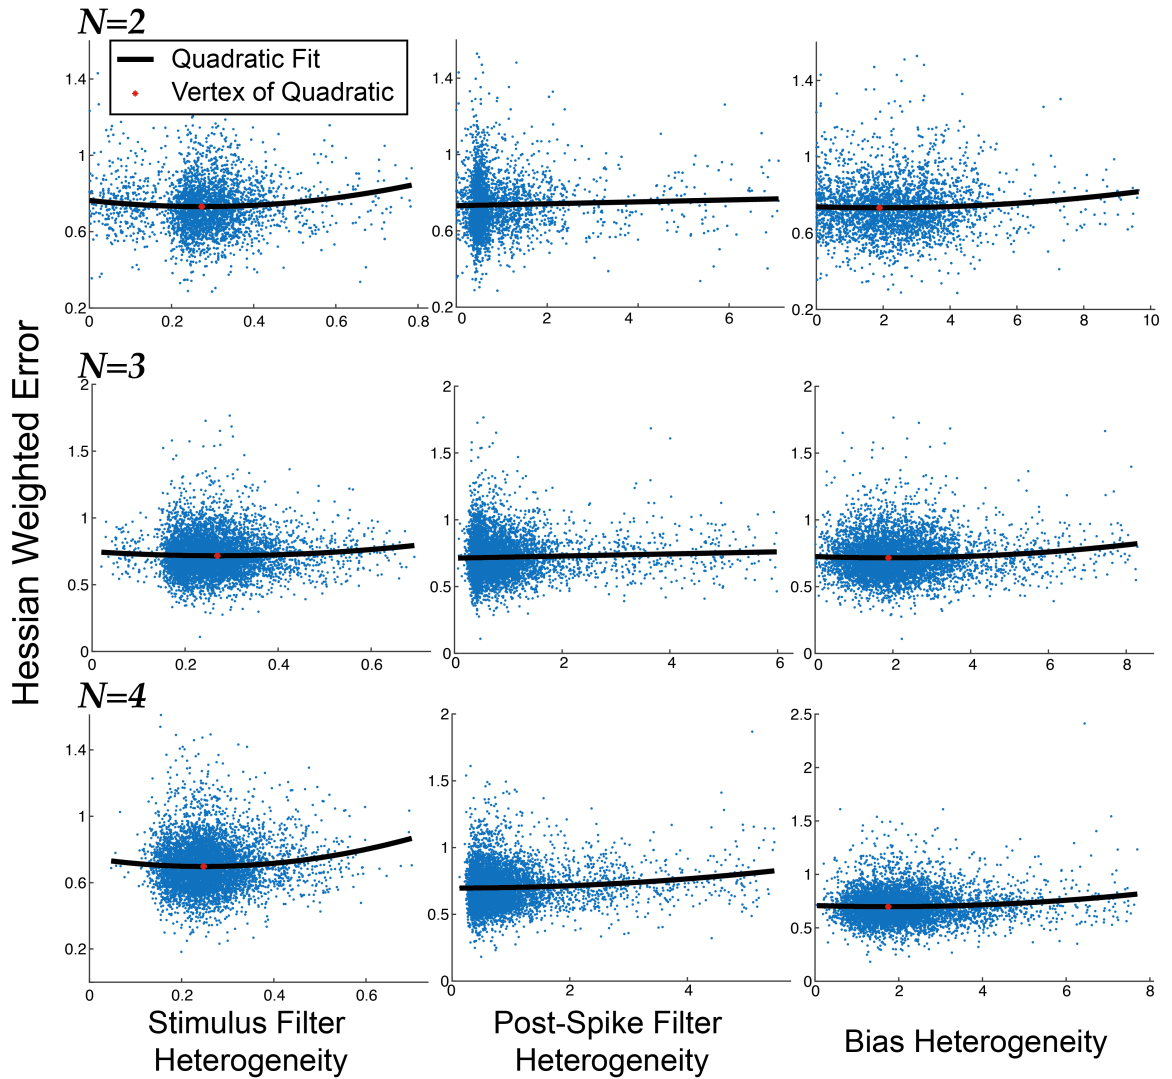 N=2
Quadratic Fit
Vertex of Quadratic
1.4
1
0.6
0.2
0 0.2 0.4 0.6 0.8
1.4
1
0.6
0.2
0 2 4 6
1.4
1
0.6
0.2
0 2 4 6 8 10
Hessian Weighted Error
N=3
2
1.5
1
0.5
0
0 0.2 0.4 0.6
2
1.5
1
0.5
0
0 2 4 6
2
1.5
1
0.5
0
0 2 4 6 8
N=4
1.4
1
0.6
0.2
0 0.2 0.4 0.6
2
1.5
1
0.5
0
0 2 4
2.5
2
1.5
1
0.5
0
0 2 4 6 8
Stimulus Filter
Heterogeneity
Post-Spike Filter
Heterogeneity
Bias Heterogeneity